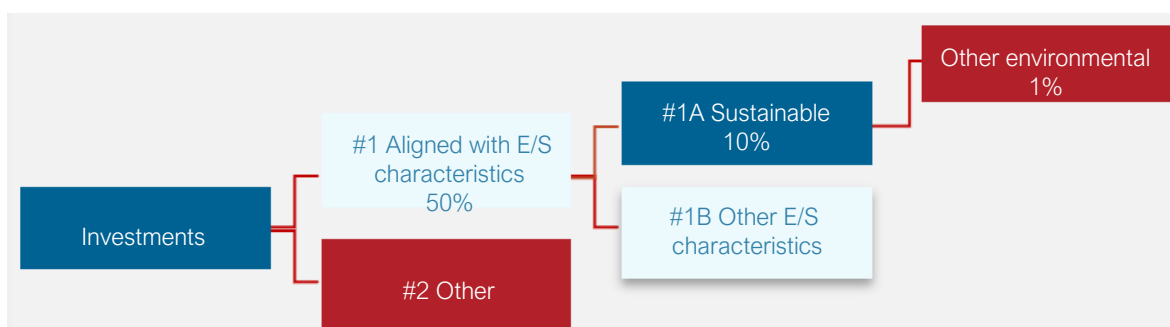 Investments
#1 Aligned with E/S
characteristics
50%
#2 Other
#1A Sustainable
10%
#1B Other E/S
characteristics
Other environmental
1%